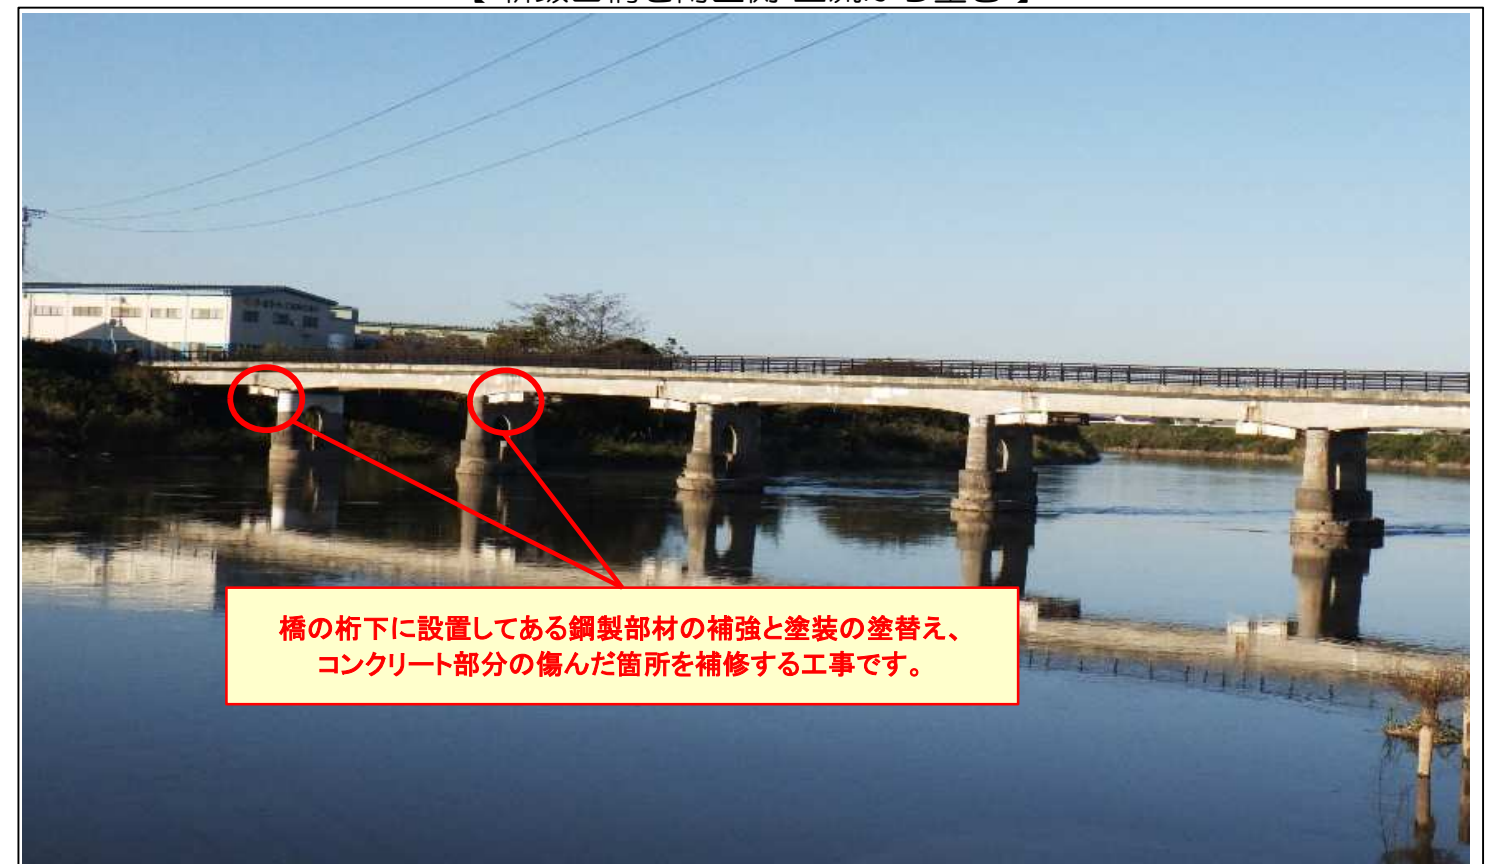 橋の桁下に設置してある鋼製部材の補強と塗装の塗替え、
コンクリート部分の傷んだ箇所を補修する工事です。